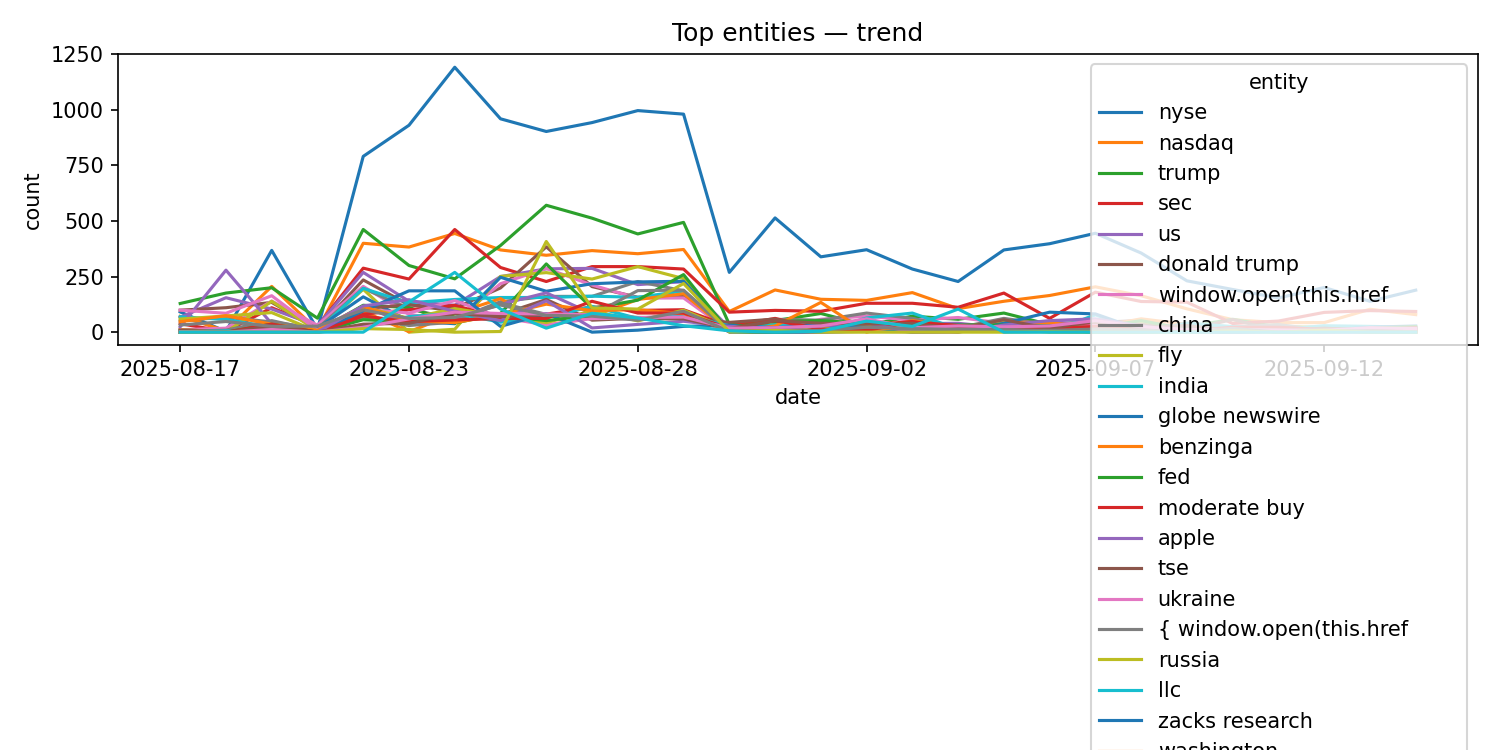 Top entities — trend
1250
1000
750
500
250
0
count
2025-08-17
2025-08-23
2025-08-28
2025-09-02
2025-09-07
2025-09-12
date
entity
nyse
nasdaq
trump
sec
us
donald trump
window.open(this.href
china
fly
india
globe newswire
benzinga
fed
moderate buy
apple
tse
ukraine
{ window.open(this.href
russia
llc
zacks research
washington